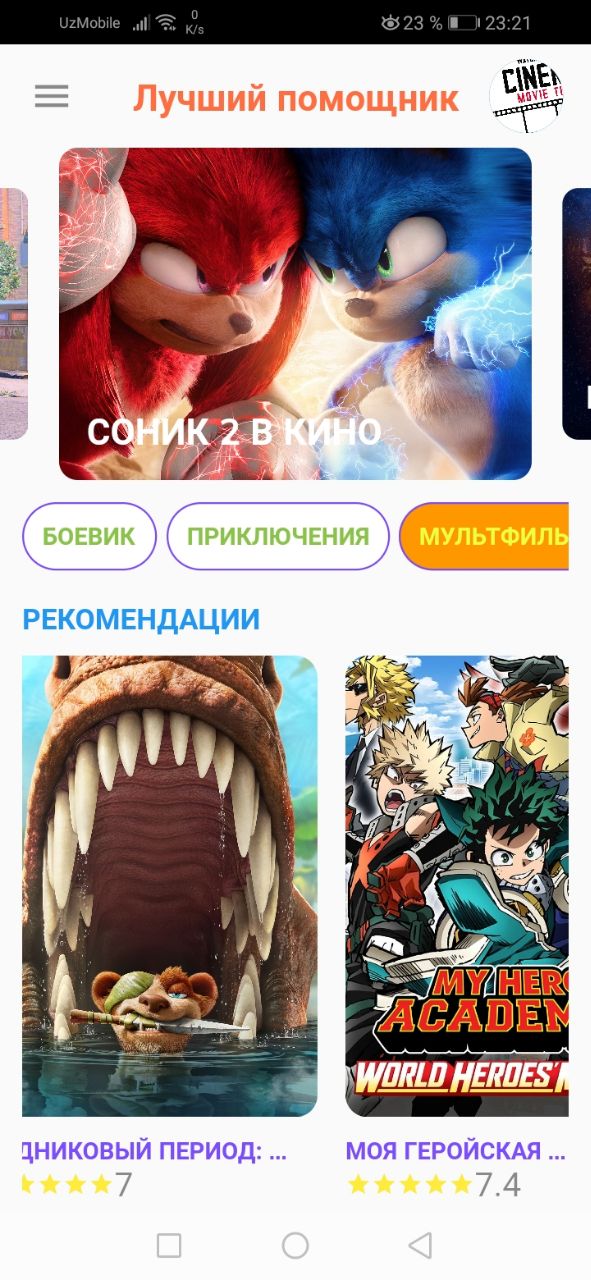 UzMobile
0
K/s
23 %
23:21
Лучший помощник
CINE
MOVIE
СОНИК 2 В КИНО
БОЕВИК
ПРИКЛЮЧЕНИЯ
МУЛЬТФИЛЬ
РЕКОМЕНДАЦИИ
MY HERO
ACADEM
WORLD HEROES' M
ДНИКОВЫЙ ПЕРИОД: ...
МОЯ ГЕРОЙСКАЯ ...
7
7.4